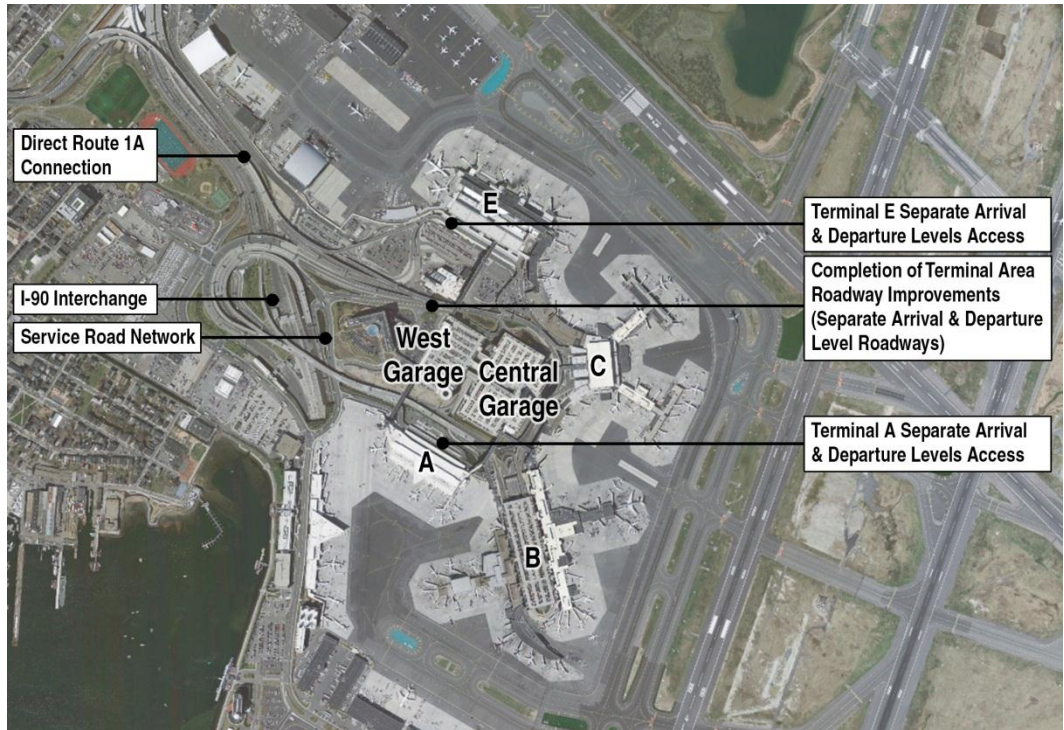 Direct Route 1A
Connection
I-90 Interchange
Service Road Network
E
West
Garage
Central
Garage
C
A
B
Terminal E Separate Arrival
& Departure Levels Access
Completion of Terminal Area
Roadway Improvements
(Separate Arrival & Departure
Level Roadways)
Terminal A Separate Arrival
& Departure Levels Access